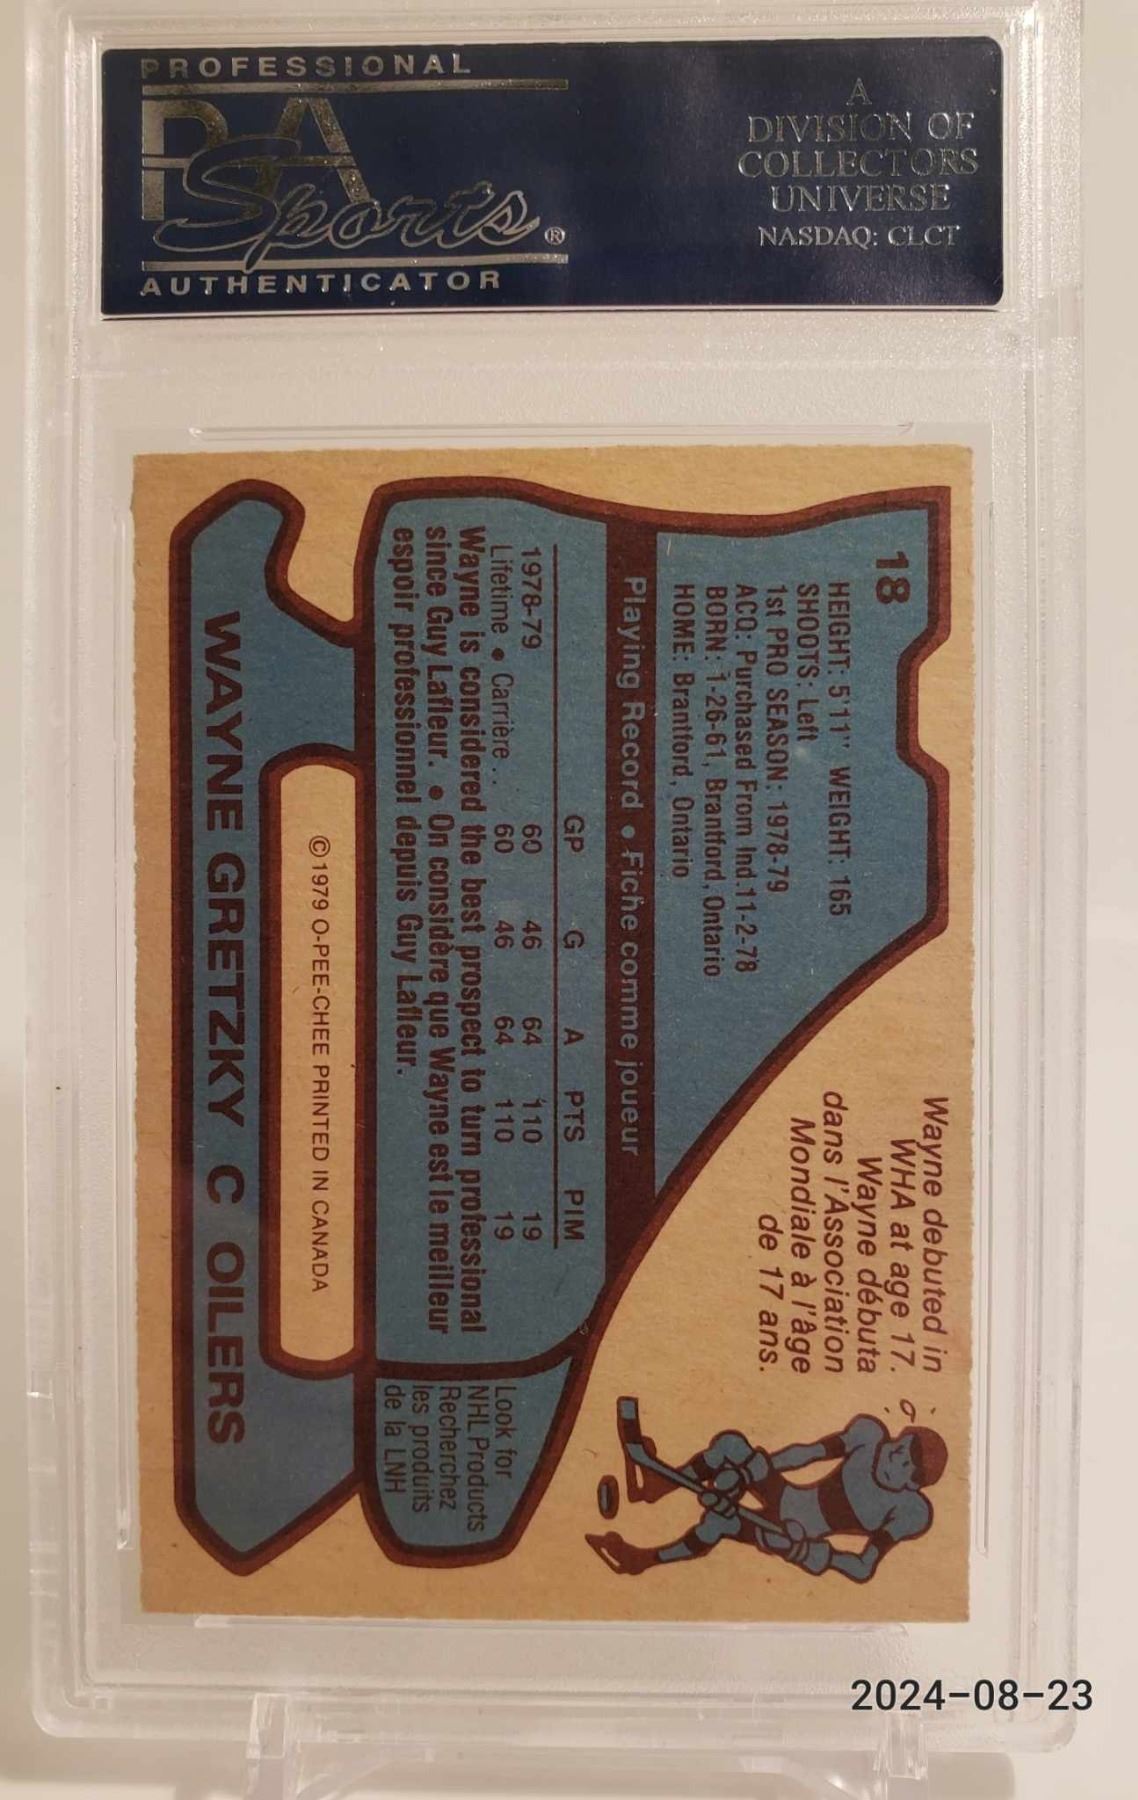 PROFESSIONAL
PSA
Sports®
AUTHENTICATOR
A
DIVISION OF
COLLECTORS
UNIVERSE
NASDAQ: CLCT
18
HEIGHT: 5'11" WEIGHT: 165
SHOOTS: Left
1st PRO SEASON: 1978-79
ACQ: Purchased From Ind. 11-2-78
BORN: 1-26-61, Brantford, Ontario
HOME: Brantford, Ontario
Wayne debuted in
WHA at age 17.
Wayne débuta
dans l'Association
Mondiale à l'âge
de 17 ans.
Playing Record • Fiche comme joueur
GP G A PTS PIM
1978-79 60 46 64 110 19
Lifetime • Carrière .. 60 46 64 110 19
Wayne is considered the best prospect to turn professional
since Guy Lafleur. • On considère que Wayne est le meilleur
espoir professionnel depuis Guy Lafleur.
Look for
NHL Products
Recherchez
les produits
de la LNH
©1979 O-PEE-CHEE PRINTED IN CANADA
WAYNE GRETZKY C OILERS
2024-08-23